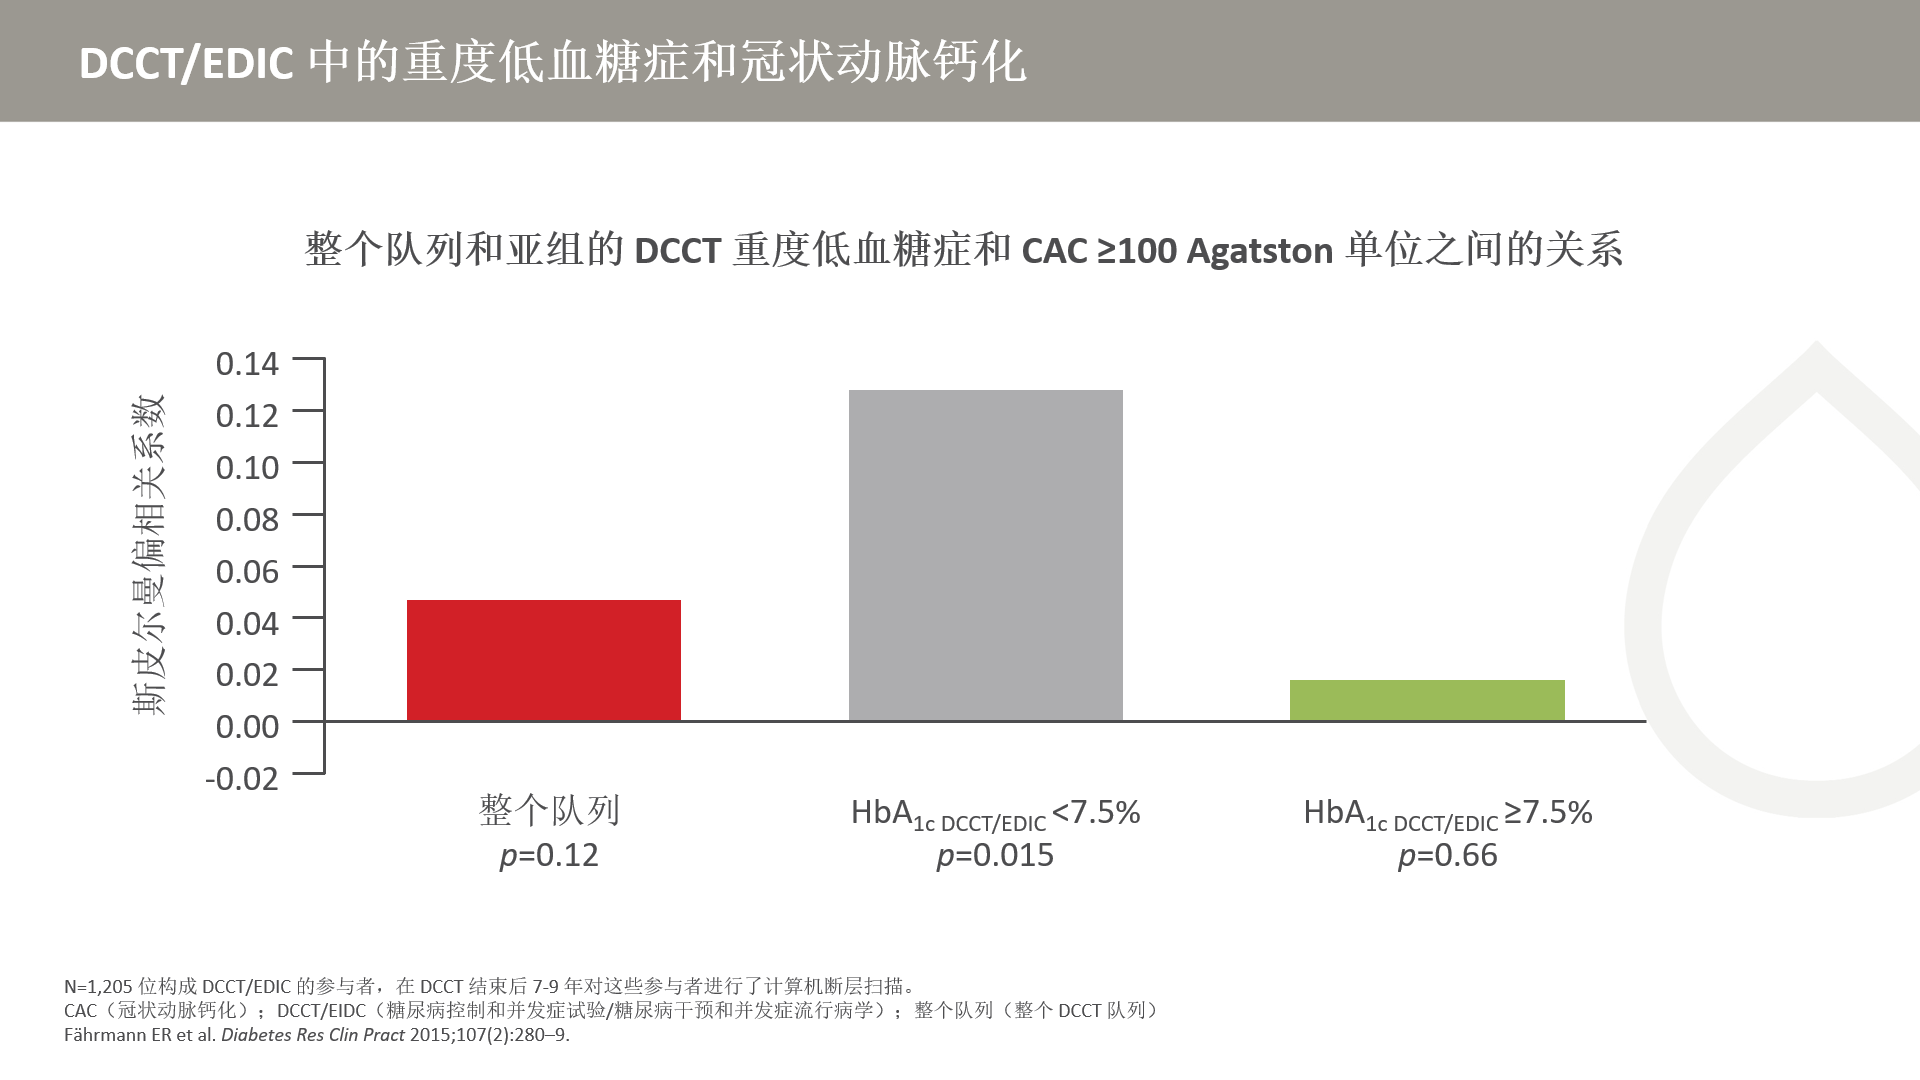 DCCT/EDIC 中的重度低血糖症和冠状动脉钙化
整个队列和亚组的 DCCT 重度低血糖症和 CAC ≥100 Agatston 单位之间的关系
斯皮尔曼偏相关系数
0.14
0.12
0.10
0.08
0.06
0.04
0.02
0.00
-0.02
整个队列
p=0.12
HbA1c DCCT/EDIC <7.5%
p=0.015
HbA1c DCCT/EDIC ≥7.5%
p=0.66
N=1,205 位构成 DCCT/EDIC 的参与者，在 DCCT 结束后 7-9 年对这些参与者进行了计算机断层扫描。
CAC（冠状动脉钙化）；DCCT/EIDC（糖尿病控制和并发症试验/糖尿病干预和并发症流行病学）；整个队列（整个 DCCT 队列）
Fährmann ER et al. Diabetes Res Clin Pract 2015;107(2):280–9.